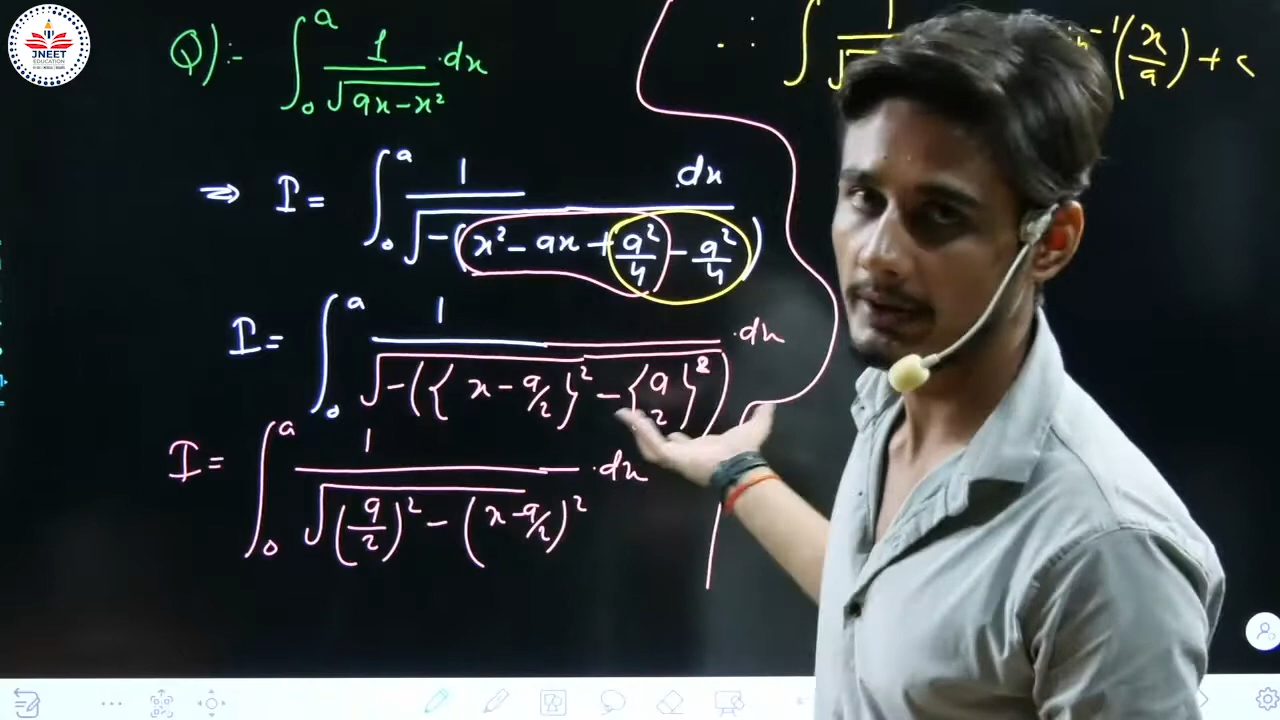 JNEET
EDUCATION
Q):- ∫₀ᵃ 1/√(ax-x²) · dx
∴ ∫ 1/√ (x/a) + c
⇒ I = ∫₀ᵃ 1/√(-(x² - ax + a²/4 - a²/4)) · dx
I = ∫₀ᵃ 1/√(-({x - a/2}² - {a/2}²)) · dx
I = ∫₀ᵃ 1/√((a/2)² - (x - a/2)²) · dx